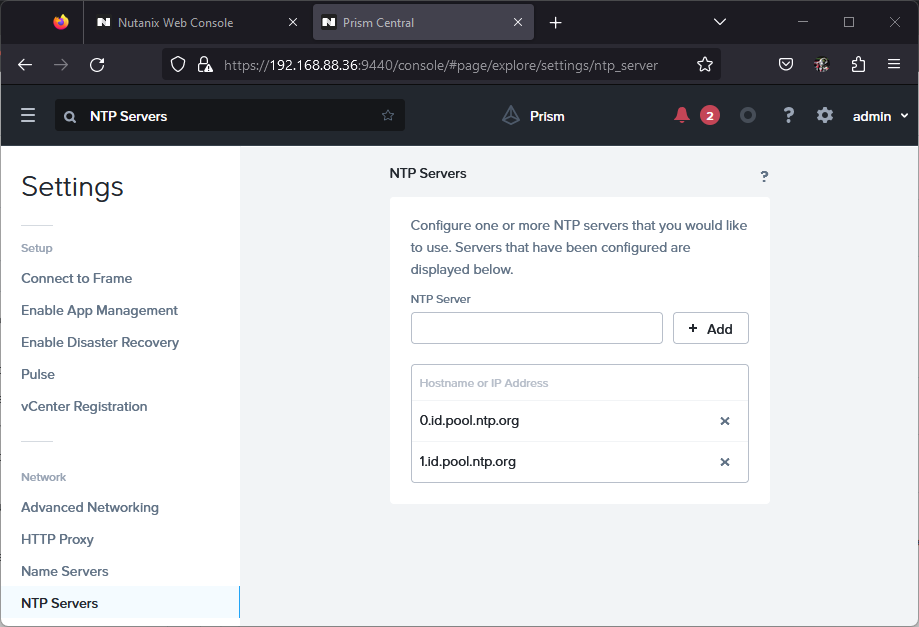 Nutanix Web Console
Prism Central
https://192.168.88.36:9440/console/#page/explore/settings/ntp_server
NTP Servers
Prism
2
?
admin
Settings
Setup
Connect to Frame
Enable App Management
Enable Disaster Recovery
Pulse
vCenter Registration
Network
Advanced Networking
HTTP Proxy
Name Servers
NTP Servers
NTP Servers
?
Configure one or more NTP servers that you would like
to use. Servers that have been configured are
displayed below.
NTP Server
+ Add
Hostname or IP Address
0.id.pool.ntp.org
1.id.pool.ntp.org